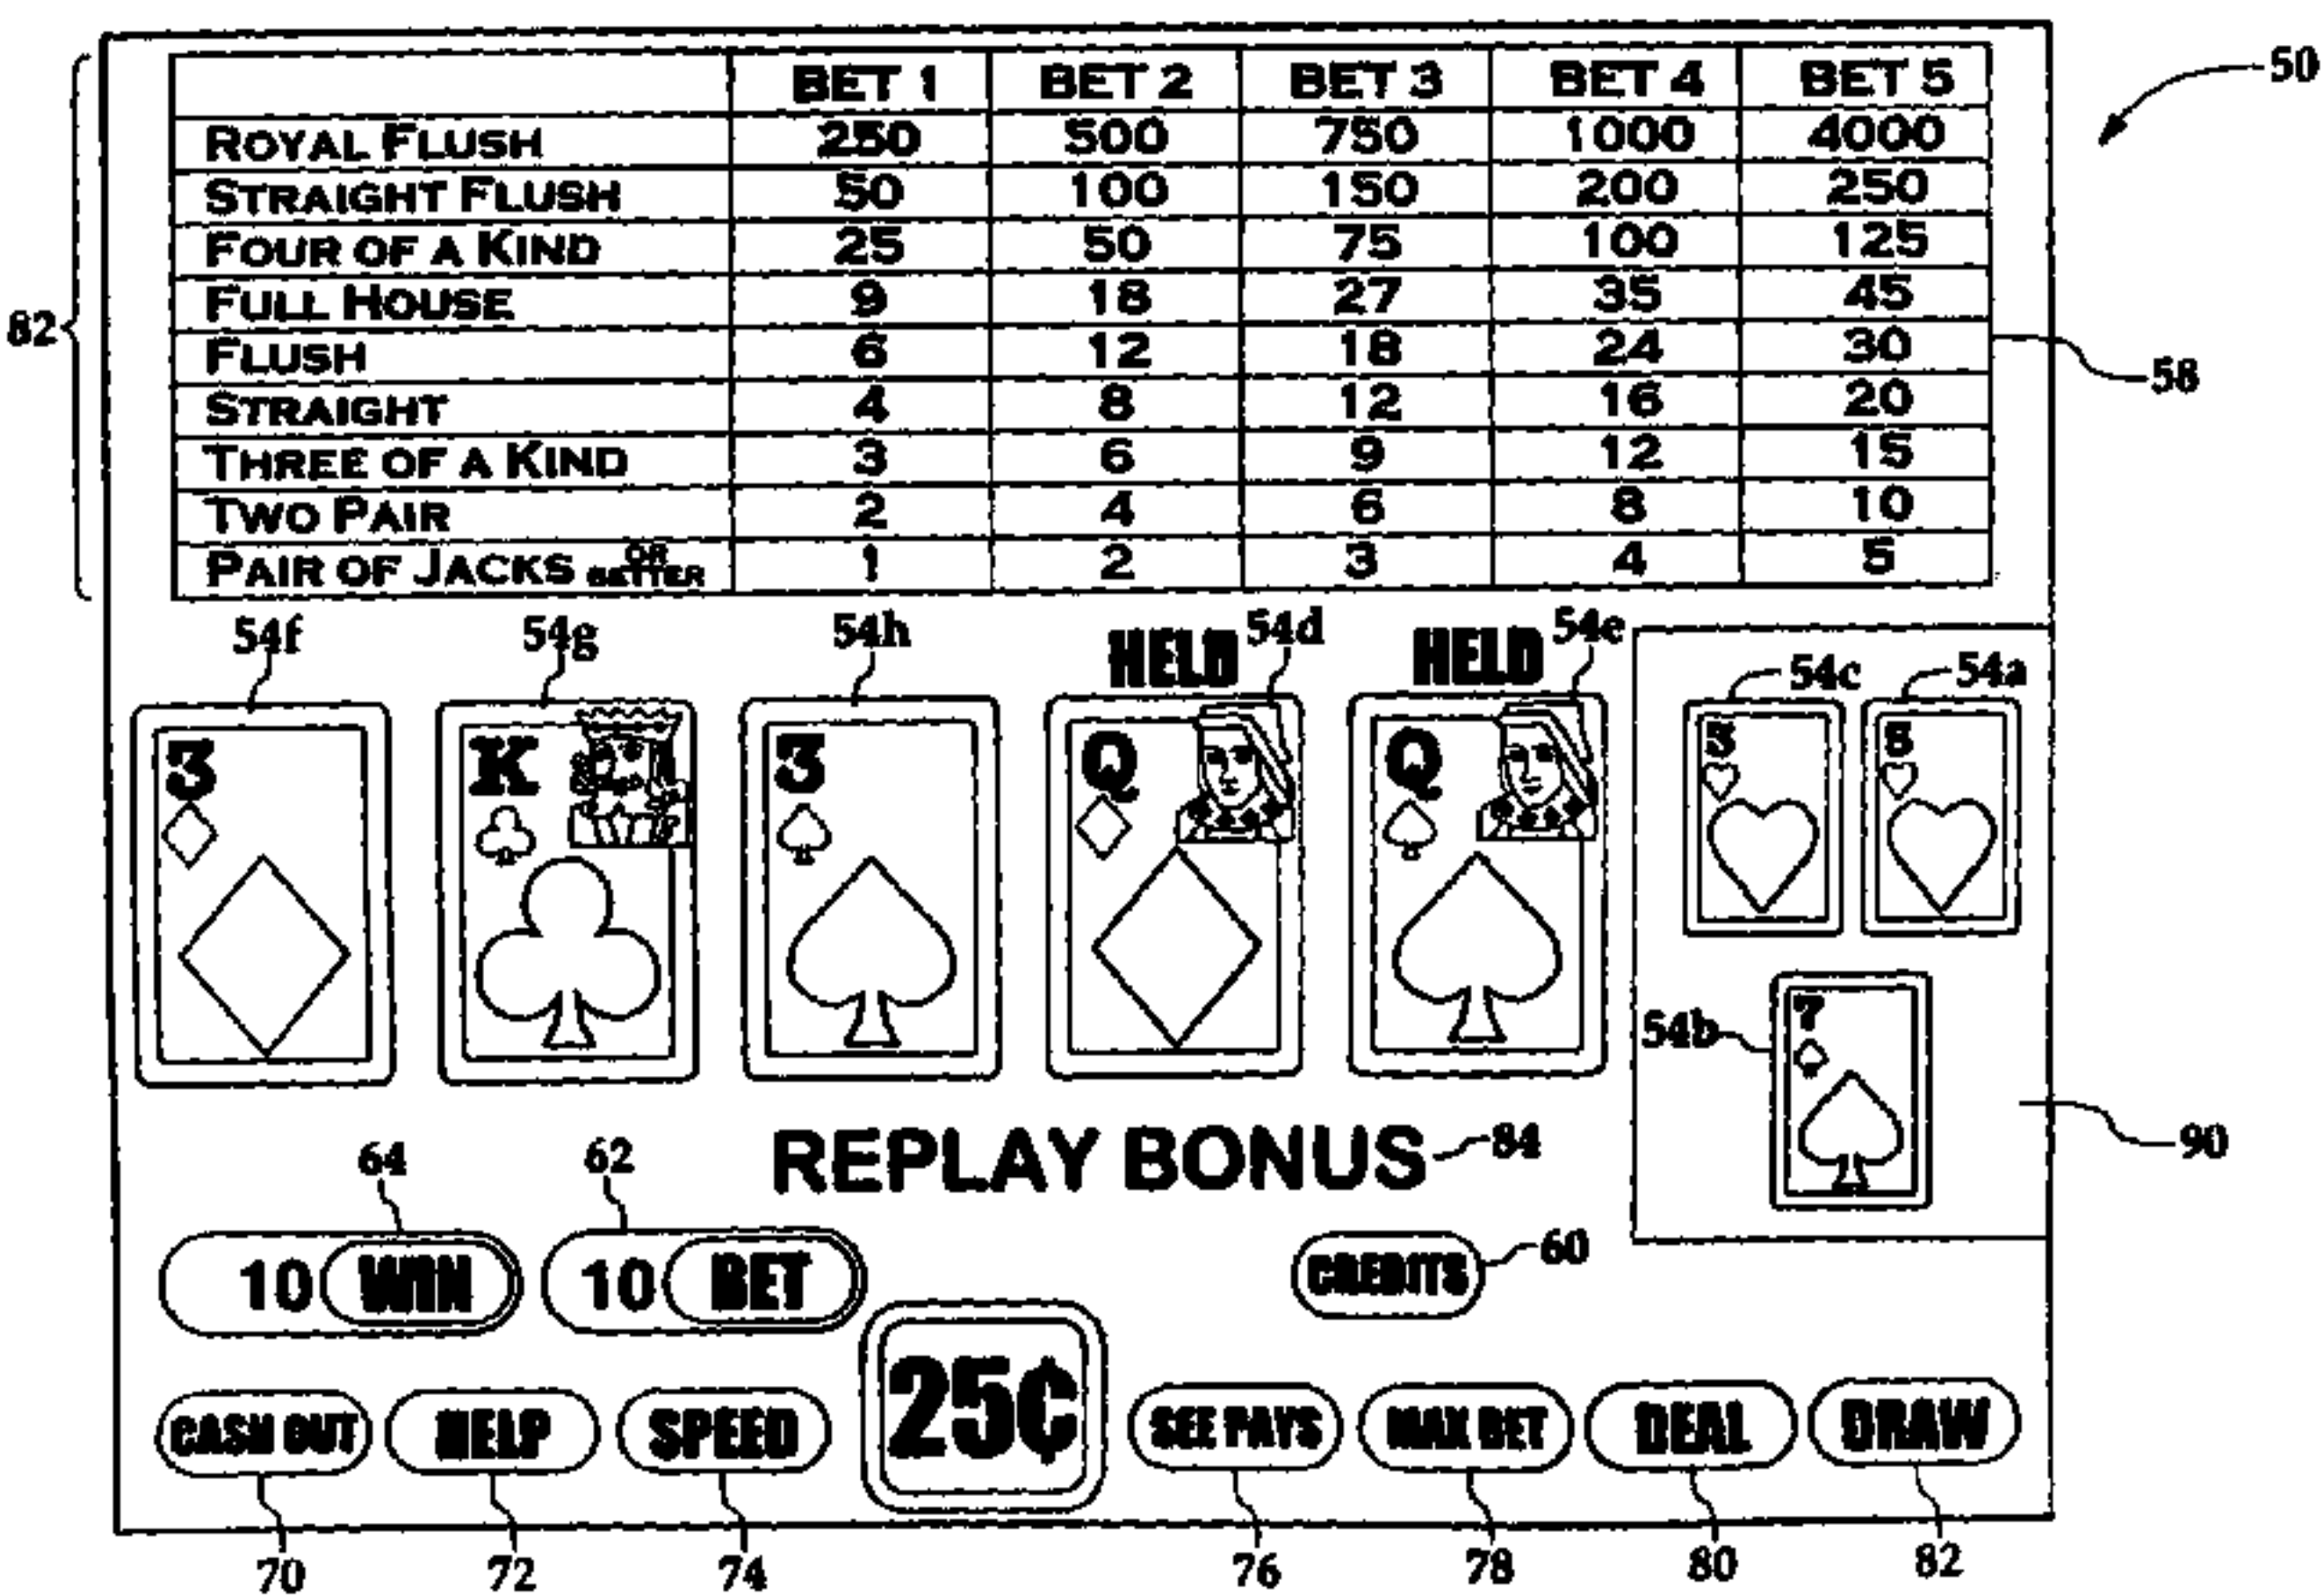 BET 1 BET 2 BET 3 BET 4 BET 5
50
ROYAL FLUSH 250 500 750 1000 4000
STRAIGHT FLUSH 50 100 150 200 250
FOUR OF A KIND 25 50 75 100 125
FULL HOUSE 9 18 27 35 45
82
FLUSH 6 12 18 24 30
58
STRAIGHT 4 8 12 16 20
THREE OF A KIND 3 6 9 12 15
TWO PAIR 2 4 6 8 10
PAIR OF JACKS OR BETTER 1 2 3 4 5
54f 54g 54h HELD 54d HELD 54e
54c 54a
3 K 3 Q Q
54b 7
90
REPLAY BONUS 84
64 62
10 WIN 10 BET CREDITS 60
25¢
CASH OUT HELP SPEED SEE PAYS MAX BET DEAL DRAW
70 72 74 76 78 80 82